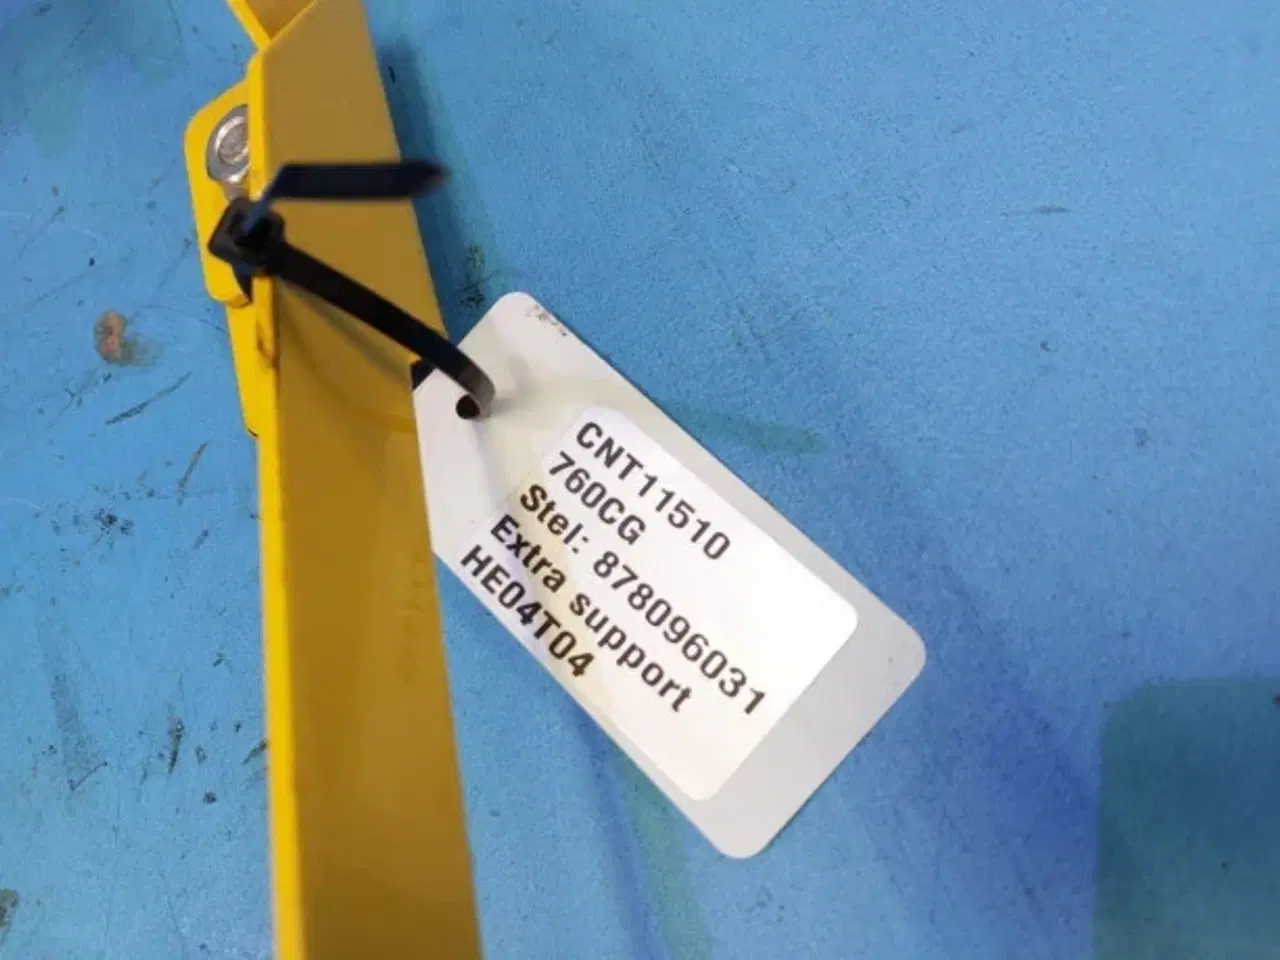 CNT11510
760CG
Stel: 878096031
Extra support
HE04T04